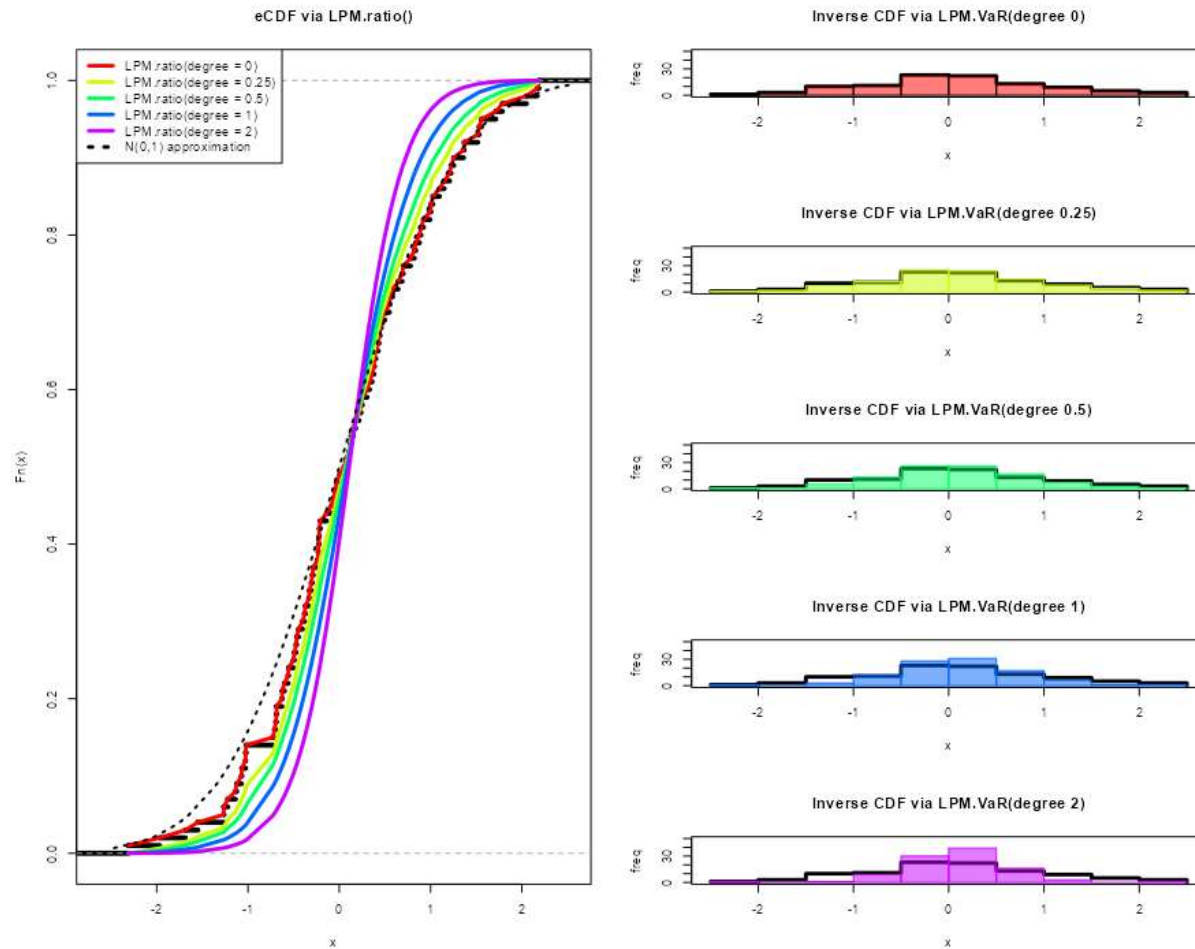 eCDF via LPM.ratio()
LPM.ratio(degree = 0)
LPM.ratio(degree = 0.25)
LPM.ratio(degree = 0.5)
LPM.ratio(degree = 1)
LPM.ratio(degree = 2)
N(0,1) approximation
Fn(x)
1.0
0.8
0.6
0.4
0.2
0.0
-2 -1 0 1 2
x
Inverse CDF via LPM.VaR(degree 0)
freq
30
0
-2 -1 0 1 2
x
Inverse CDF via LPM.VaR(degree 0.25)
freq
30
0
-2 -1 0 1 2
x
Inverse CDF via LPM.VaR(degree 0.5)
freq
30
0
-2 -1 0 1 2
x
Inverse CDF via LPM.VaR(degree 1)
freq
30
0
-2 -1 0 1 2
x
Inverse CDF via LPM.VaR(degree 2)
freq
30
0
-2 -1 0 1 2
x